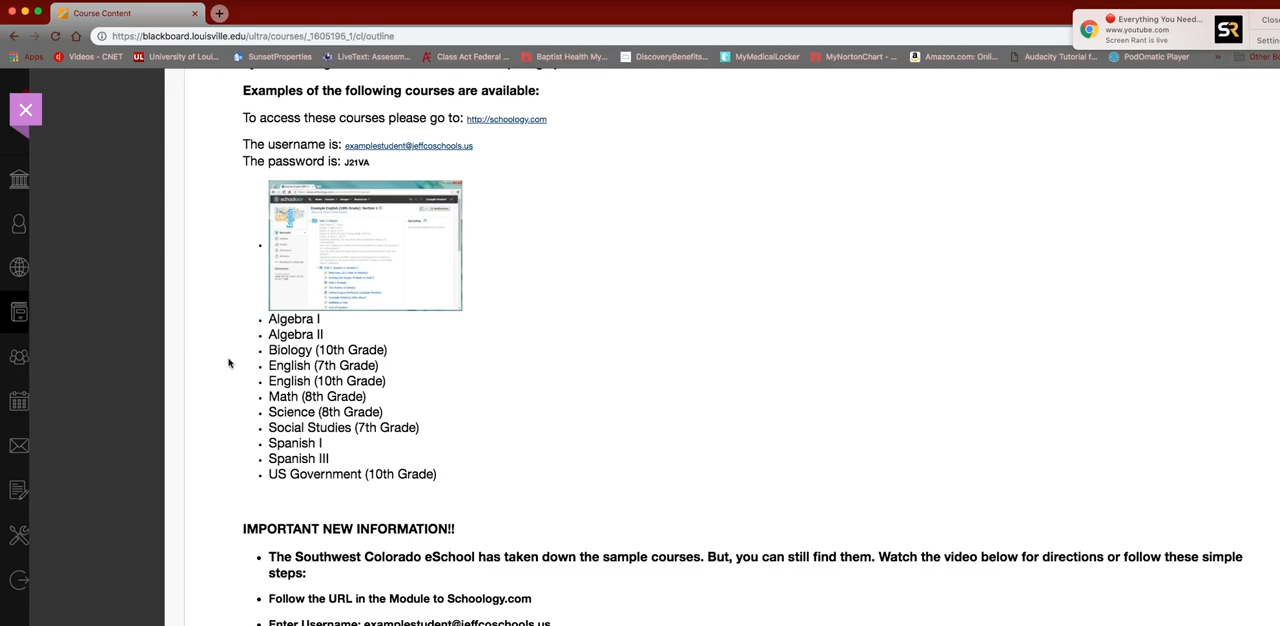 Course Content
https://blackboard.louisville.edu/ultra/courses/_1605195_1/cl/outline
Everything You Need...
www.youtube.com
Screen Rant is live
SR
Apps
Videos - CNET
UL University of Loui...
SunsetProperties
LiveText: Assessm...
Class Act Federal ...
Baptist Health My...
DiscoveryBenefits...
MyMedicalLocker
MyNortonChart - ...
Amazon.com: Onli...
Audacity Tutorial f...
PodOmatic Player
»
Examples of the following courses are available:
To access these courses please go to: http://schoology.com
The username is: examplestudent@jeffcoschools.us
The password is: J21VA
• Algebra I
• Algebra II
• Biology (10th Grade)
• English (7th Grade)
• English (10th Grade)
• Math (8th Grade)
• Science (8th Grade)
• Social Studies (7th Grade)
• Spanish I
• Spanish III
• US Government (10th Grade)
IMPORTANT NEW INFORMATION!!
• The Southwest Colorado eSchool has taken down the sample courses. But, you can still find them. Watch the video below for directions or follow these simple
steps:
• Follow the URL in the Module to Schoology.com
• Enter Username: examplestudent@jeffcoschools.us